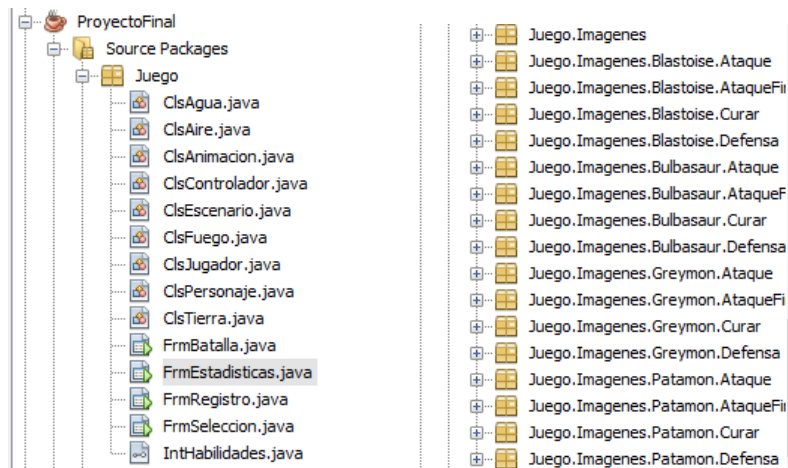 ProyectoFinal
Source Packages
Juego
ClsAgua.java
ClsAire.java
ClsAnimacion.java
ClsControlador.java
ClsEscenario.java
ClsFuego.java
ClsJugador.java
ClsPersonaje.java
ClsTierra.java
FrmBatalla.java
FrmEstadisticas.java
FrmRegistro.java
FrmSeleccion.java
IntHabilidades.java
Juego.Imagenes
Juego.Imagenes.Blastoise.Ataque
Juego.Imagenes.Blastoise.AtaqueFi
Juego.Imagenes.Blastoise.Curar
Juego.Imagenes.Blastoise.Defensa
Juego.Imagenes.Bulbasaur.Ataque
Juego.Imagenes.Bulbasaur.AtaqueF
Juego.Imagenes.Bulbasaur.Curar
Juego.Imagenes.Bulbasaur.Defensa
Juego.Imagenes.Greymon.Ataque
Juego.Imagenes.Greymon.AtaqueFi
Juego.Imagenes.Greymon.Curar
Juego.Imagenes.Greymon.Defensa
Juego.Imagenes.Patamon.Ataque
Juego.Imagenes.Patamon.AtaqueFi
Juego.Imagenes.Patamon.Curar
Juego.Imagenes.Patamon.Defensa